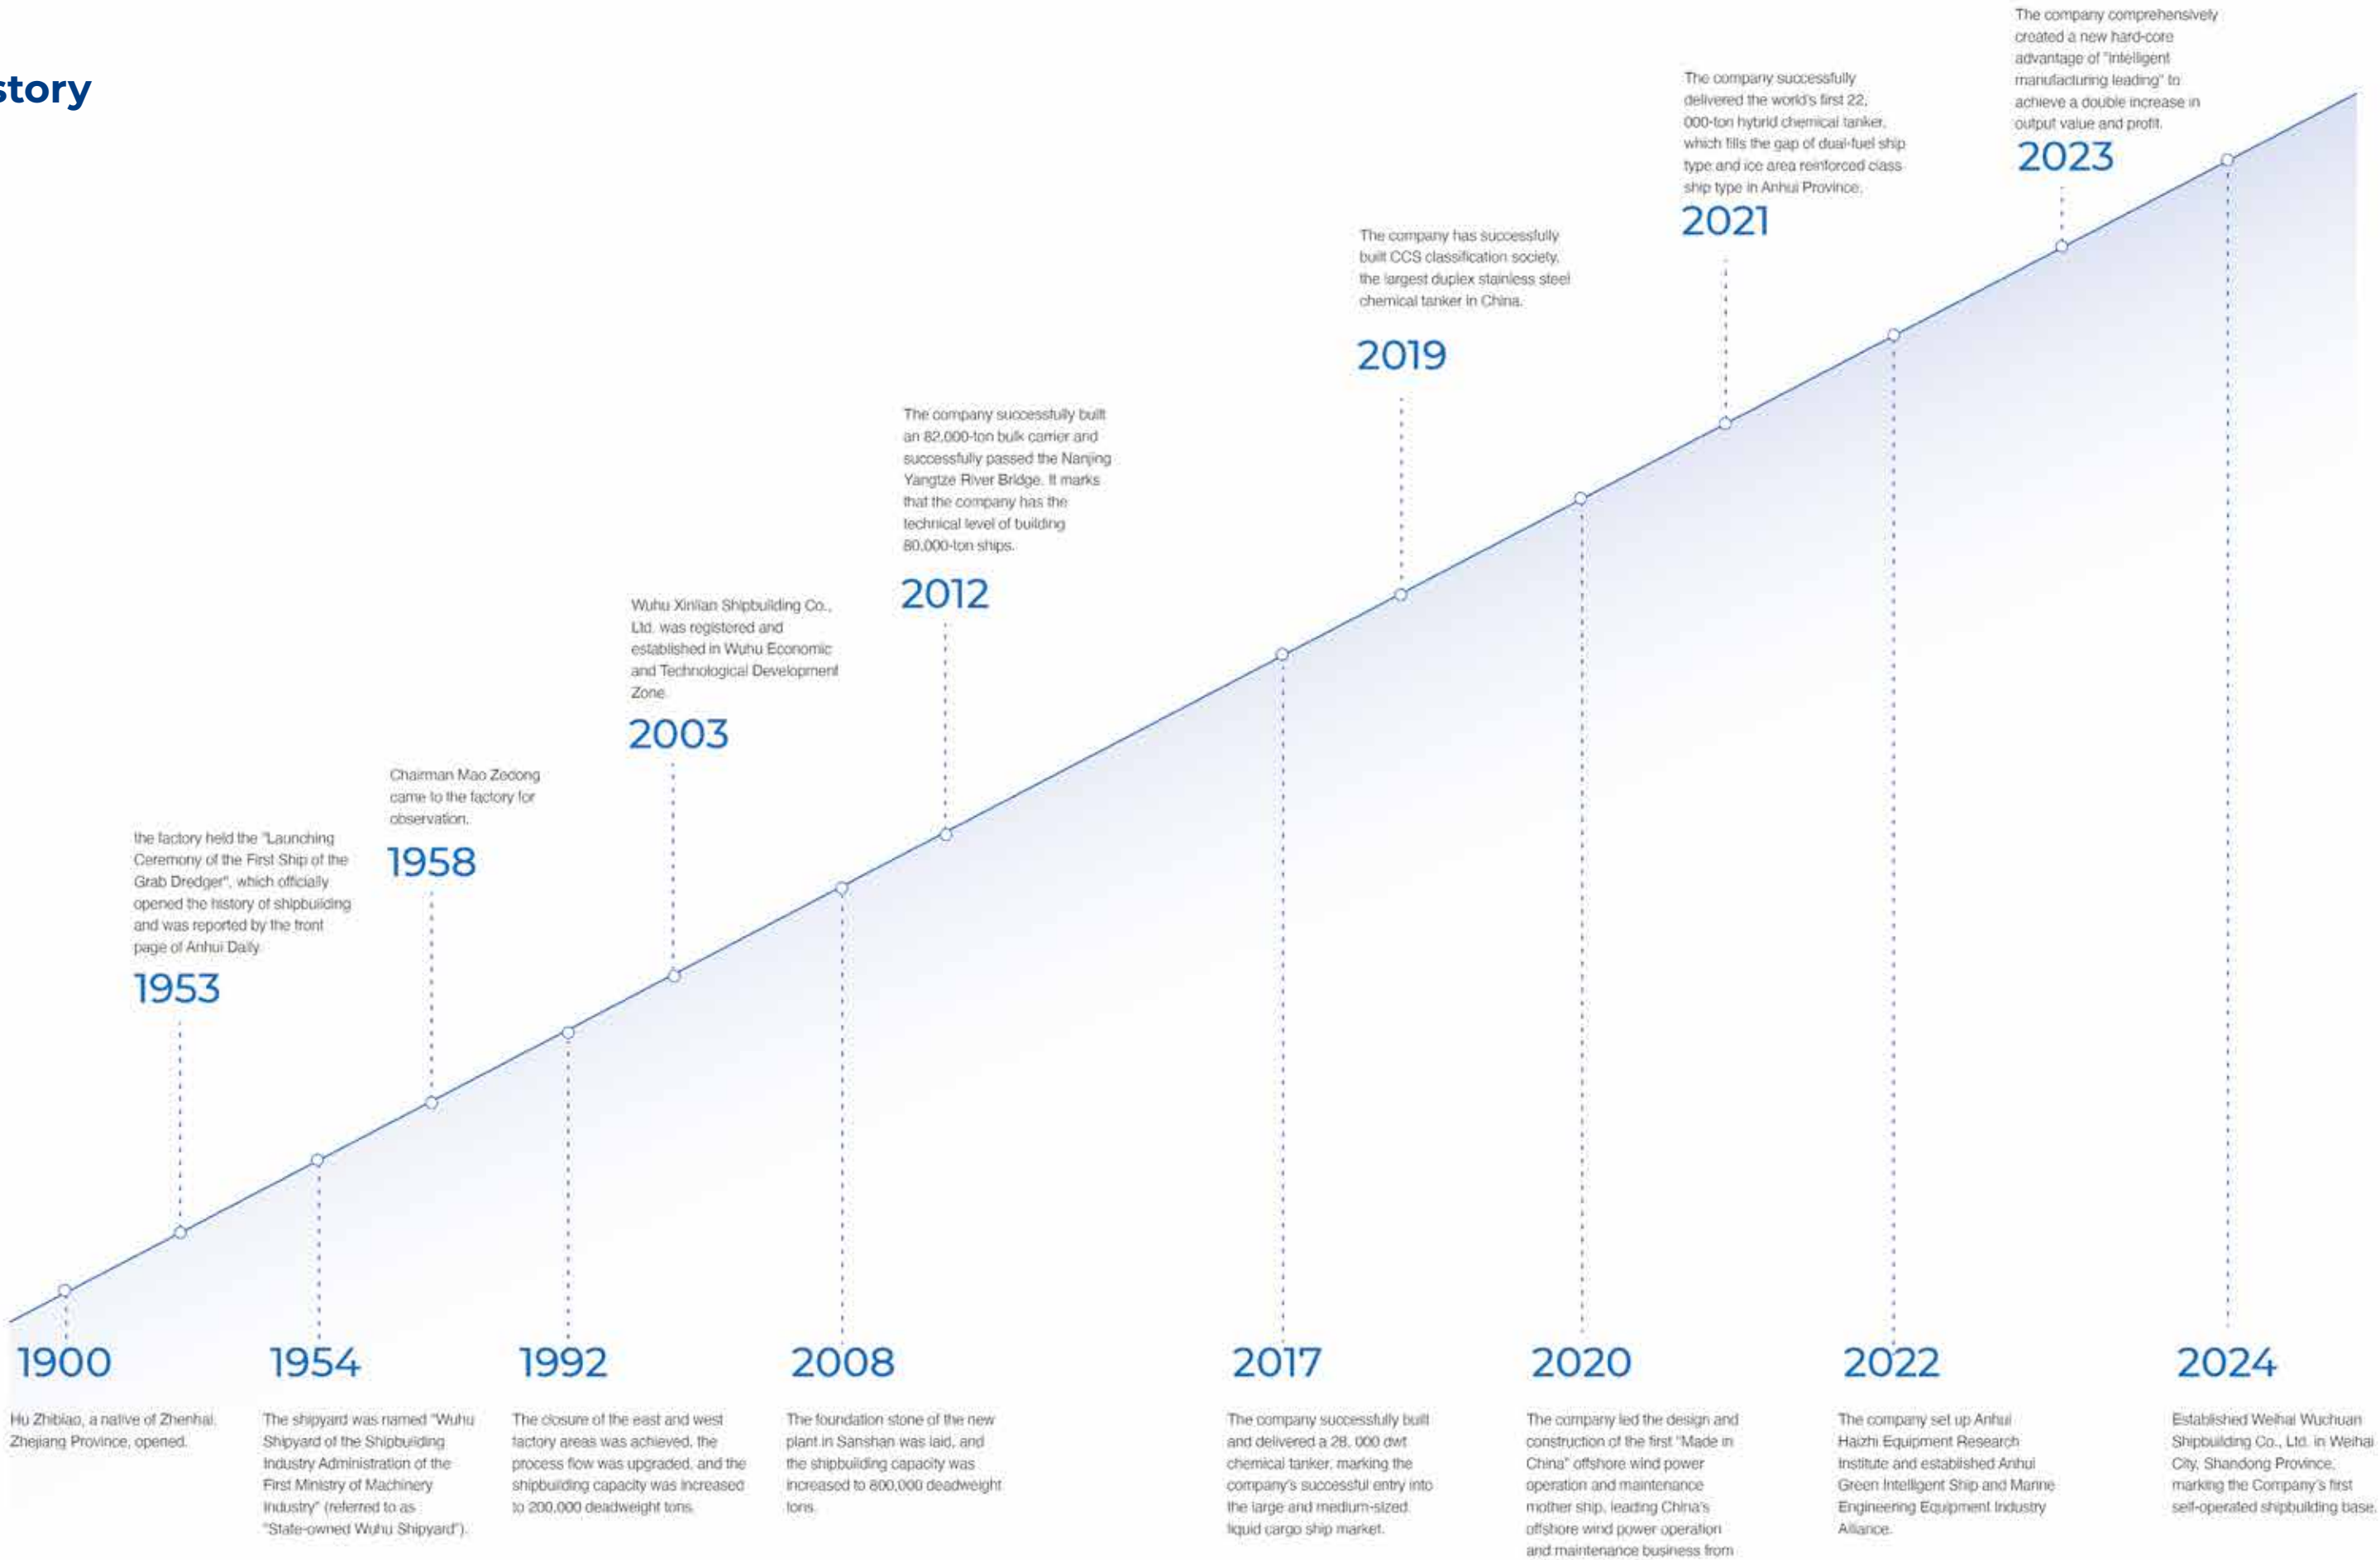 story
The company comprehensively
created a new hard-core
advantage of "intelligent
manufacturing leading" to
achieve a double increase in
output value and profit.
2023
The company successfully
delivered the world's first 22,
000-ton hybrid chemical tanker,
which fills the gap of dual-fuel ship
type and ice area reinforced class
ship type in Anhui Province.
2021
The company has successfully
built CCS classification society,
the largest duplex stainless steel
chemical tanker in China.
2019
The company successfully built
an 82,000-ton bulk carrier and
successfully passed the Nanjing
Yangtze River Bridge. It marks
that the company has the
technical level of building
80,000-ton ships.
2012
Wuhu Xinlian Shipbuilding Co.,
Ltd. was registered and
established in Wuhu Economic
and Technological Development
Zone.
2003
Chairman Mao Zedong
came to the factory for
observation.
1958
the factory held the "Launching
Ceremony of the First Ship of the
Grab Dredger", which officially
opened the history of shipbuilding
and was reported by the front
page of Anhui Daily.
1953
1900
Hu Zhibiao, a native of Zhenhai,
Zhejiang Province, opened.
1954
The shipyard was named "Wuhu
Shipyard of the Shipbuilding
Industry Administration of the
First Ministry of Machinery
Industry" (referred to as
"State-owned Wuhu Shipyard").
1992
The closure of the east and west
factory areas was achieved, the
process flow was upgraded, and the
shipbuilding capacity was increased
to 200,000 deadweight tons.
2008
The foundation stone of the new
plant in Sanshan was laid, and
the shipbuilding capacity was
increased to 800,000 deadweight
tons.
2017
The company successfully built
and delivered a 28, 000 dwt
chemical tanker, marking the
company's successful entry into
the large and medium-sized
liquid cargo ship market.
2020
The company led the design and
construction of the first "Made in
China" offshore wind power
operation and maintenance
mother ship, leading China's
offshore wind power operation
and maintenance business from
2022
The company set up Anhui
Haizhi Equipment Research
Institute and established Anhui
Green Intelligent Ship and Marine
Engineering Equipment Industry
Alliance.
2024
Established Weihai Wuchuan
Shipbuilding Co., Ltd. in Weihai
City, Shandong Province,
marking the Company's first
self-operated shipbuilding base.